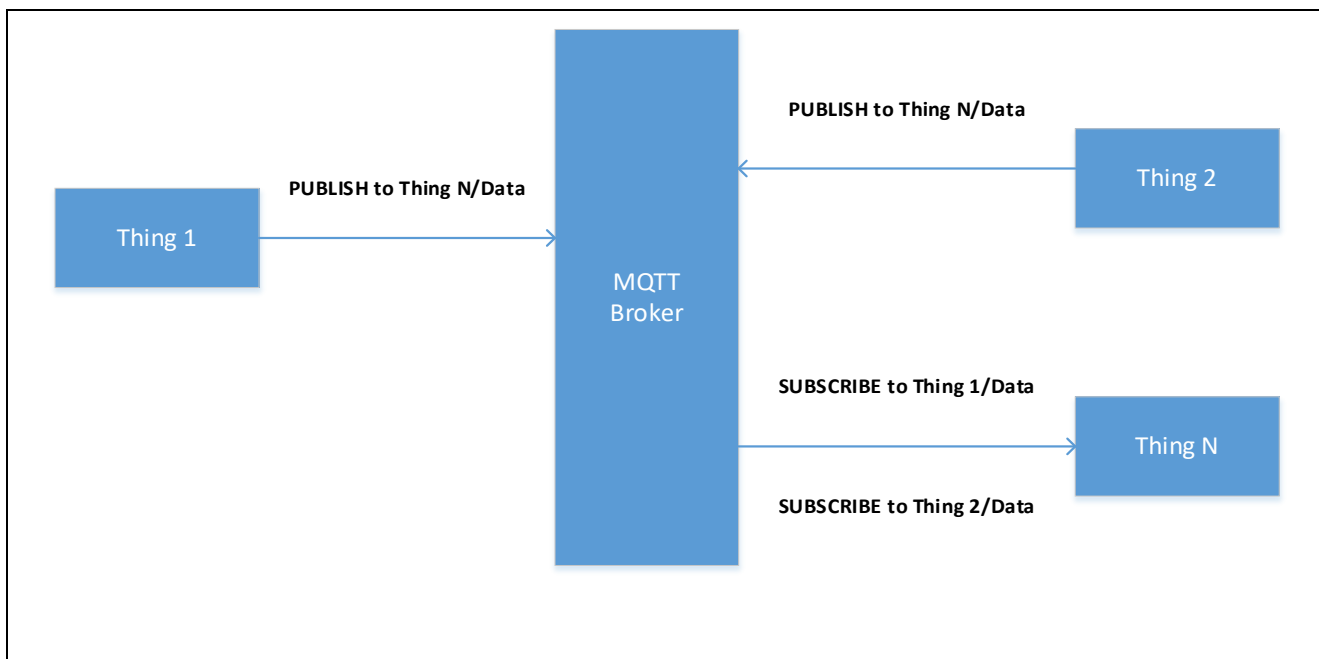 PUBLISH to Thing N/Data
Thing 2
PUBLISH to Thing N/Data
Thing 1
MQTT
Broker
SUBSCRIBE to Thing 1/Data
Thing N
SUBSCRIBE to Thing 2/Data